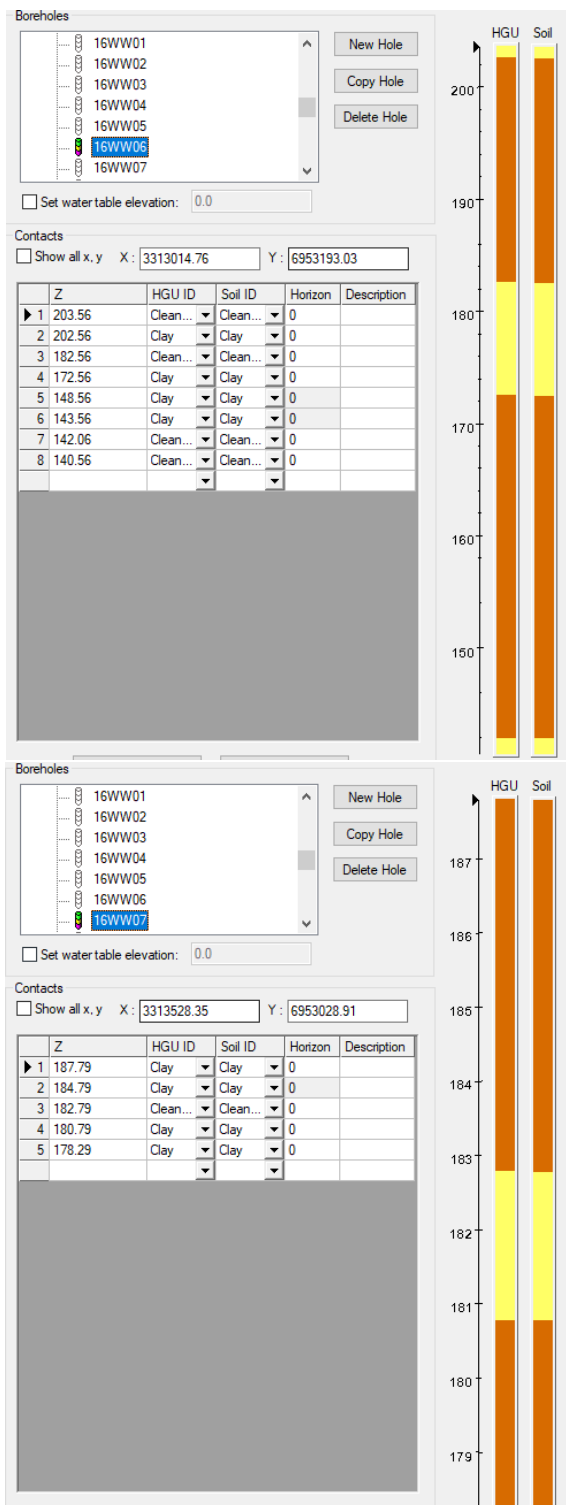 Boreholes
16WW01
16WW02
16WW03
16WW04
16WW05
16WW06
16WW07
New Hole
Copy Hole
Delete Hole
Set water table elevation: 0.0
Contacts
Show all x, y X : 3313014.76 Y : 6953193.03
Z HGU ID Soil ID Horizon Description
1 203.56 Clean... Clean... 0
2 202.56 Clay Clay 0
3 182.56 Clean... Clean... 0
4 172.56 Clay Clay 0
5 148.56 Clay Clay 0
6 143.56 Clay Clay 0
7 142.06 Clean... Clean... 0
8 140.56 Clean... Clean... 0
HGU Soil
200
190
180
170
160
150
Boreholes
16WW01
16WW02
16WW03
16WW04
16WW05
16WW06
16WW07
New Hole
Copy Hole
Delete Hole
Set water table elevation: 0.0
Contacts
Show all x, y X : 3313528.35 Y : 6953028.91
Z HGU ID Soil ID Horizon Description
1 187.79 Clay Clay 0
2 184.79 Clay Clay 0
3 182.79 Clean... Clean... 0
4 180.79 Clay Clay 0
5 178.29 Clay Clay 0
HGU Soil
187
186
185
184
183
182
181
180
179